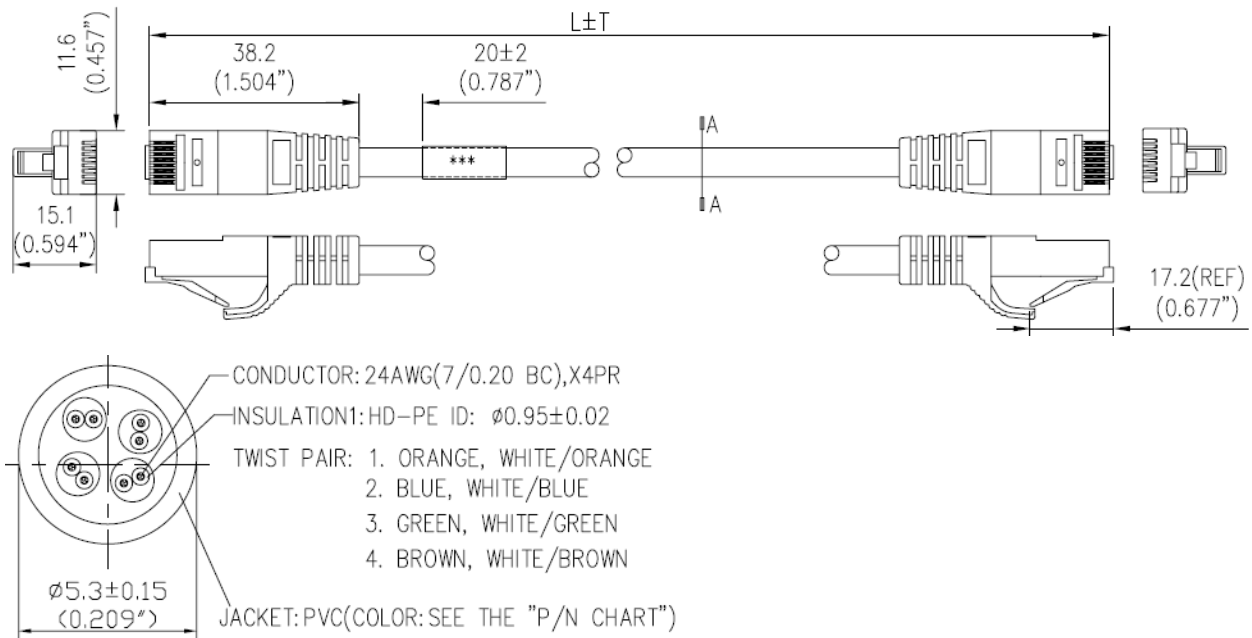 L±T
11.6
(0.457")
38.2
(1.504")
20±2
(0.787")
A
***
A
15.1
(0.594")
17.2(REF)
(0.677")
CONDUCTOR: 24AWG(7/0.20 BC),X4PR
INSULATION1: HD-PE ID: ø0.95±0.02
TWIST PAIR: 1. ORANGE, WHITE/ORANGE
2. BLUE, WHITE/BLUE
3. GREEN, WHITE/GREEN
4. BROWN, WHITE/BROWN
ø5.3±0.15
(0.209")
JACKET: PVC(COLOR: SEE THE "P/N CHART")